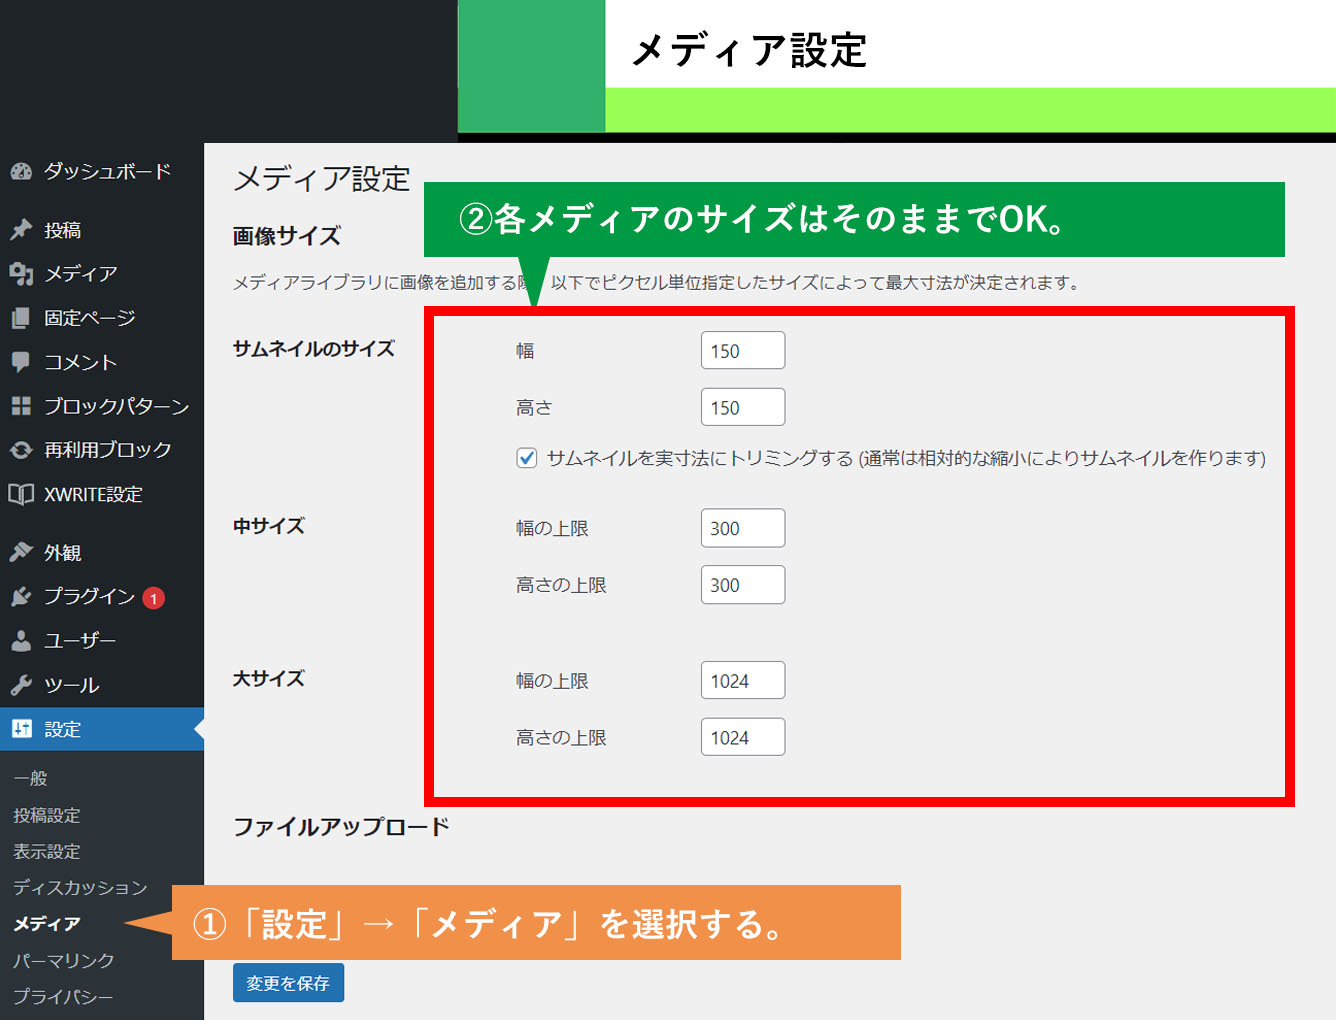 メディア設定
ダッシュボード
投稿
メディア
固定ページ
コメント
ブロックパターン
再利用ブロック
XWRITE設定
外観
プラグイン 1
ユーザー
ツール
設定
一般
投稿設定
表示設定
ディスカッション
メディア
パーマリンク
プライバシー
メディア設定
②各メディアのサイズはそのままでOK。
画像サイズ
メディアライブラリに画像を追加する際 以下でピクセル単位指定したサイズによって最大寸法が決定されます。
サムネイルのサイズ
幅 150
高さ 150
サムネイルを実寸法にトリミングする (通常は相対的な縮小によりサムネイルを作ります)
中サイズ
幅の上限 300
高さの上限 300
大サイズ
幅の上限 1024
高さの上限 1024
ファイルアップロード
①「設定」→「メディア」を選択する。
変更を保存